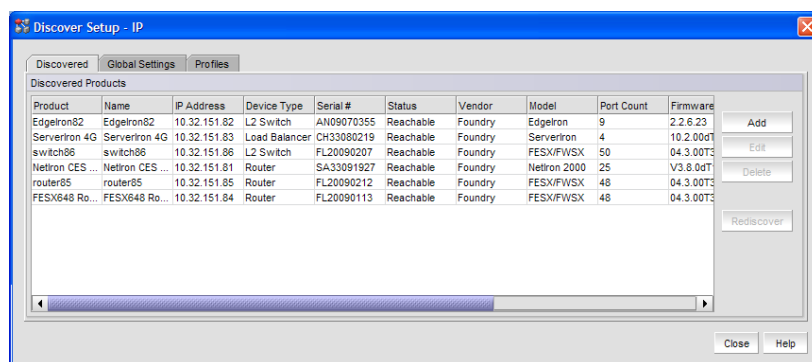 Discover Setup - IP
Discovered Global Settings Profiles
Discovered Products
Product Name IP Address Device Type Serial # Status Vendor Model Port Count Firmware
EdgeIron82 EdgeIron82 10.32.151.82 L2 Switch AN09070355 Reachable Foundry EdgeIron 9 2.2.6.23
ServerIron 4G ServerIron 4G 10.32.151.83 Load Balancer CH33080219 Reachable Foundry ServerIron 4 10.2.00dT
switch86 switch86 10.32.151.86 L2 Switch FL20090207 Reachable Foundry FESX/FWSX 50 04.3.00T3
NetIron CES ... NetIron CES ... 10.32.151.81 Router SA33091927 Reachable Foundry NetIron 2000 25 V3.8.0dT
router85 router85 10.32.151.85 Router FL20090212 Reachable Foundry FESX/FWSX 48 04.3.00T3
FESX648 Ro... FESX648 Ro... 10.32.151.84 Router FL20090113 Reachable Foundry FESX/FWSX 48 04.3.00T3
Add
Edit
Delete
Rediscover
Close Help